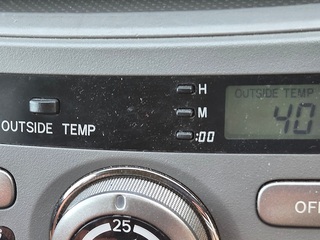 H
OUTSIDE TEMP
40
M
OUTSIDE TEMP
:00
25
OFF